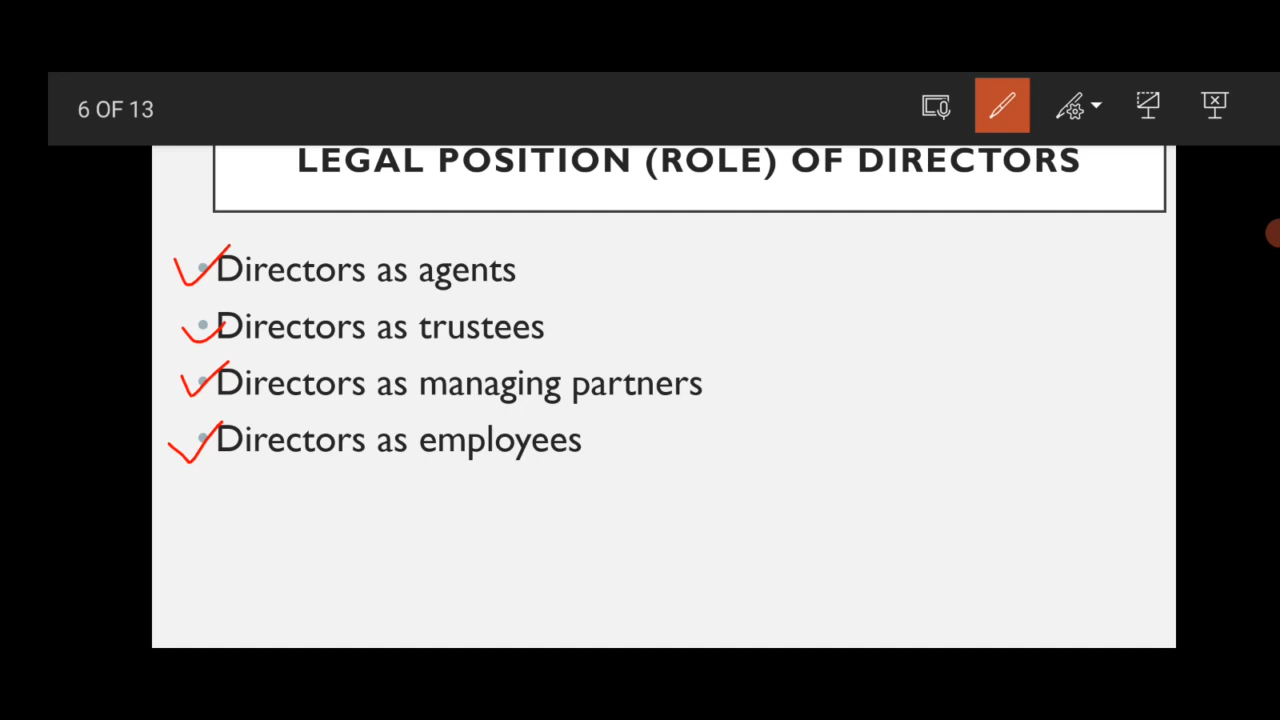 6 OF 13
LEGAL POSITION (ROLE) OF DIRECTORS
• Directors as agents
• Directors as trustees
• Directors as managing partners
• Directors as employees